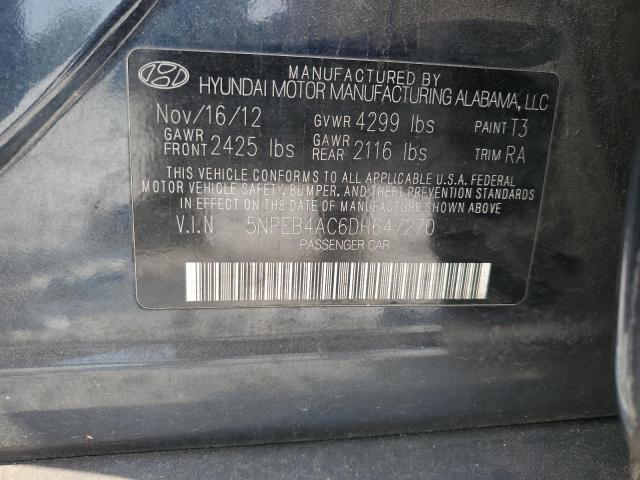 MANUFACTURED BY
HYUNDAI MOTOR MANUFACTURING ALABAMA, LLC
Nov/16/12 GVWR 4299 lbs PAINT T3
GAWR FRONT 2425 lbs GAWR REAR 2116 lbs TRIM RA
THIS VEHICLE CONFORMS TO ALL APPLICABLE U.S.A. FEDERAL
MOTOR VEHICLE SAFETY, BUMPER, AND THEFT PREVENTION STANDARDS
IN EFFECT ON THE DATE OF MANUFACTURE SHOWN ABOVE.
V.I.N 5NPEB4AC6DH647270
PASSENGER CAR